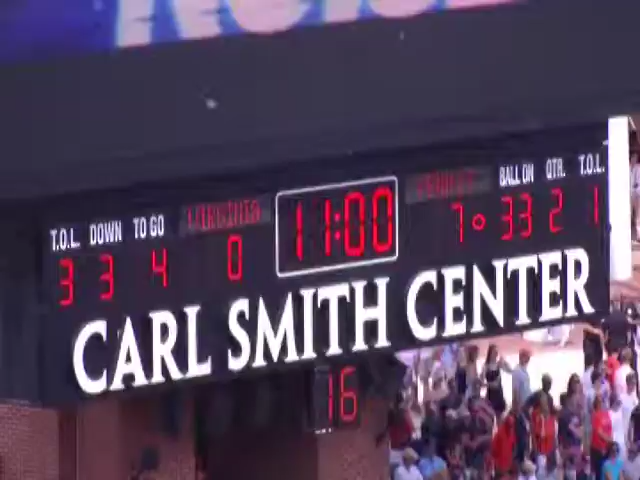 T.O.L. DOWN TO GO VIRGINIA 11:00 BALL ON QTR. T.O.L.
3 3 4 0 7 33 2 1
CARL SMITH CENTER
16